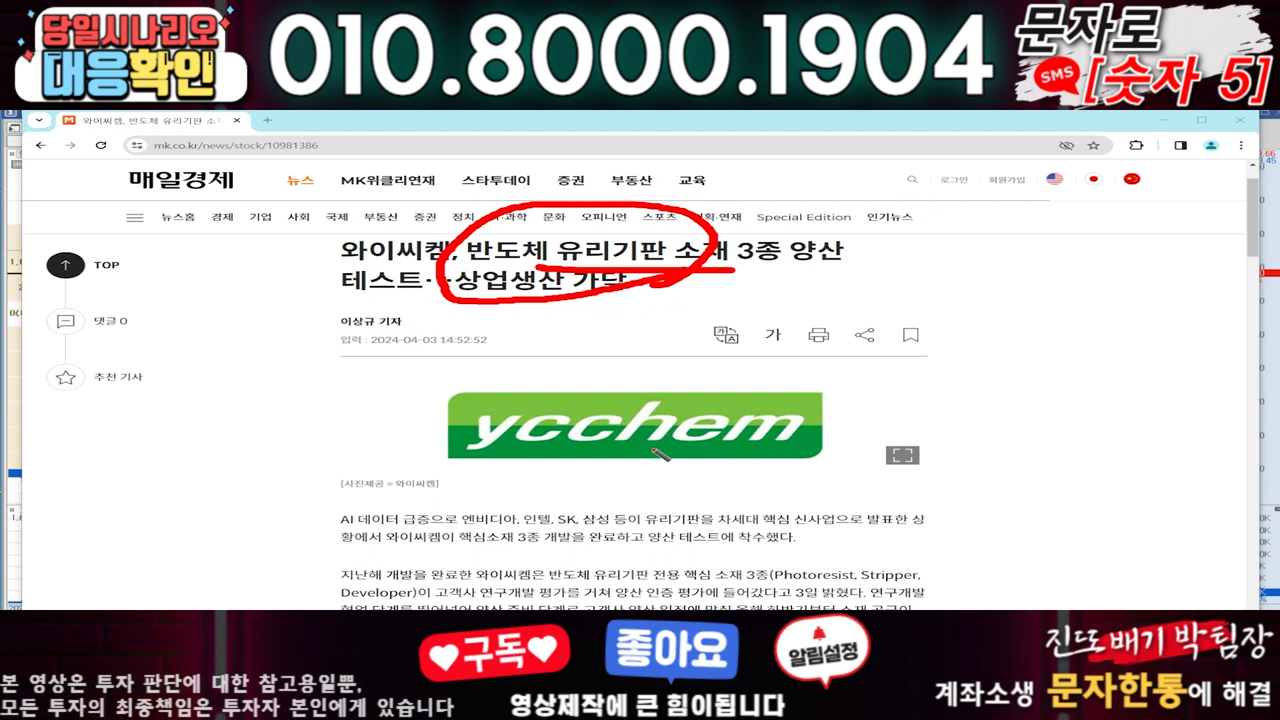 당일시나리오
대응확인
010.8000.1904
문자로
SMS
[숫자 5]
mk.co.kr/news/stock/10981386
매일경제
뉴스
MK위클리연재
스타투데이
증권
부동산
교육
로그인
회원가입
뉴스홈
경제
기업
사회
국제
부동산
증권
정치
과학
문화
오피니언
스포츠
연재
Special Edition
인기뉴스
TOP
댓글 0
추천 기사
와이씨켐, 반도체 유리기판 소재 3종 양산
테스트··상업생산 가닥
이상규 기자
입력 : 2024-04-03 14:52:52
가
ycchem
[사진제공 = 와이씨켐]
AI 데이터 급증으로 엔비디아, 인텔, SK, 삼성 등이 유리기판을 차세대 핵심 신사업으로 발표한 상
황에서 와이씨켐이 핵심소재 3종 개발을 완료하고 양산 테스트에 착수했다.
지난해 개발을 완료한 와이씨켐은 반도체 유리기판 전용 핵심 소재 3종(Photoresist, Stripper,
Developer)이 고객사 연구개발 평가를 거쳐 양산 인증 평가에 들어갔다고 3일 밝혔다. 연구개발
구독
좋아요
알림설정
영상제작에 큰 힘이됩니다
본 영상은 투자 판단에 대한 참고용일뿐,
모든 투자의 최종책임은 투자자 본인에게 있습니다
진또배기 박팀장
계좌소생 문자한통에 해결